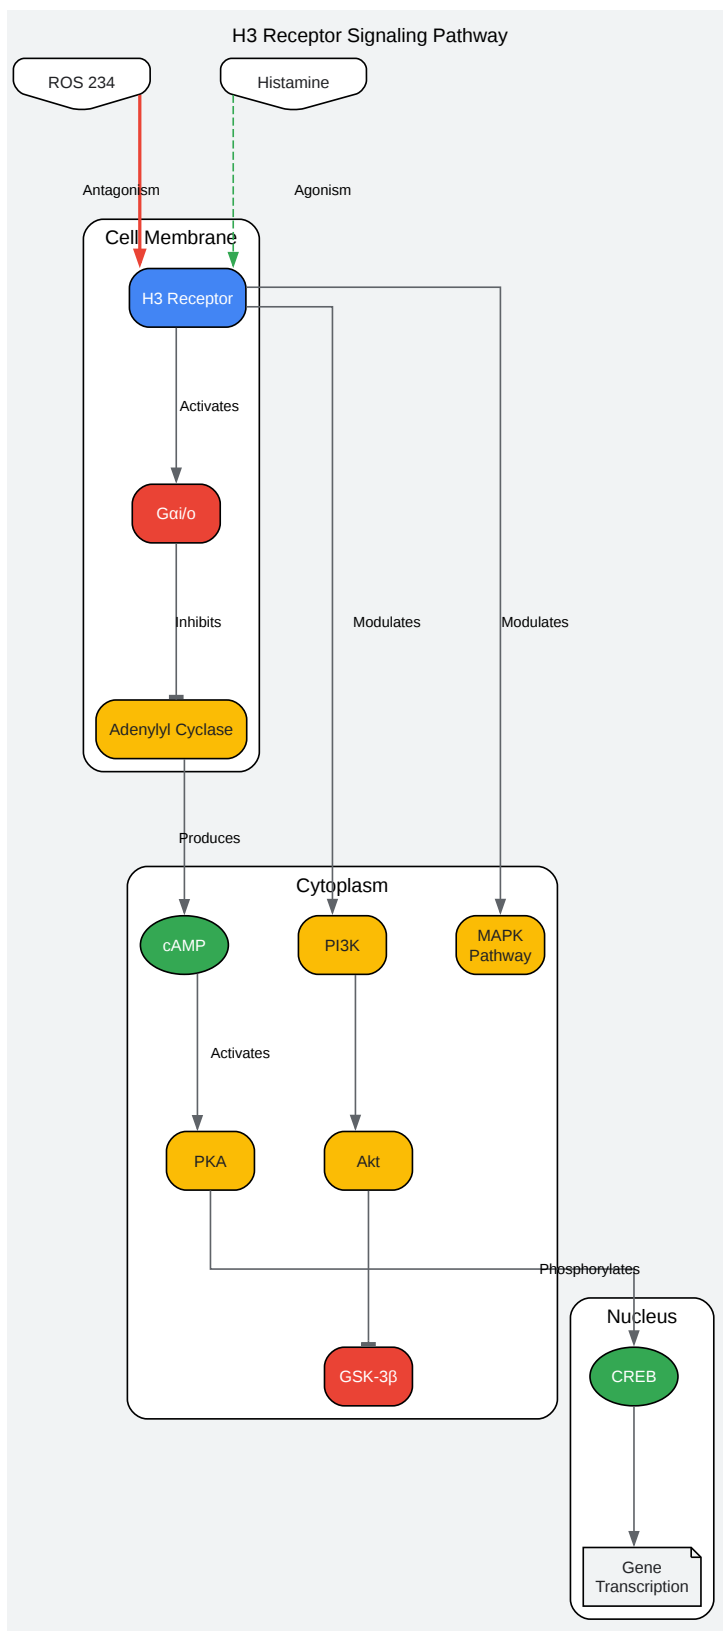 H3 Receptor Signaling Pathway
ROS 234
Histamine
Antagonism
Agonism
Cell Membrane
H3 Receptor
Activates
Gαi/o
Inhibits
Modulates
Modulates
Adenylyl Cyclase
Produces
Cytoplasm
cAMP
PI3K
MAPK
Pathway
Activates
PKA
Akt
Phosphorylates
Nucleus
GSK-3β
CREB
Gene
Transcription